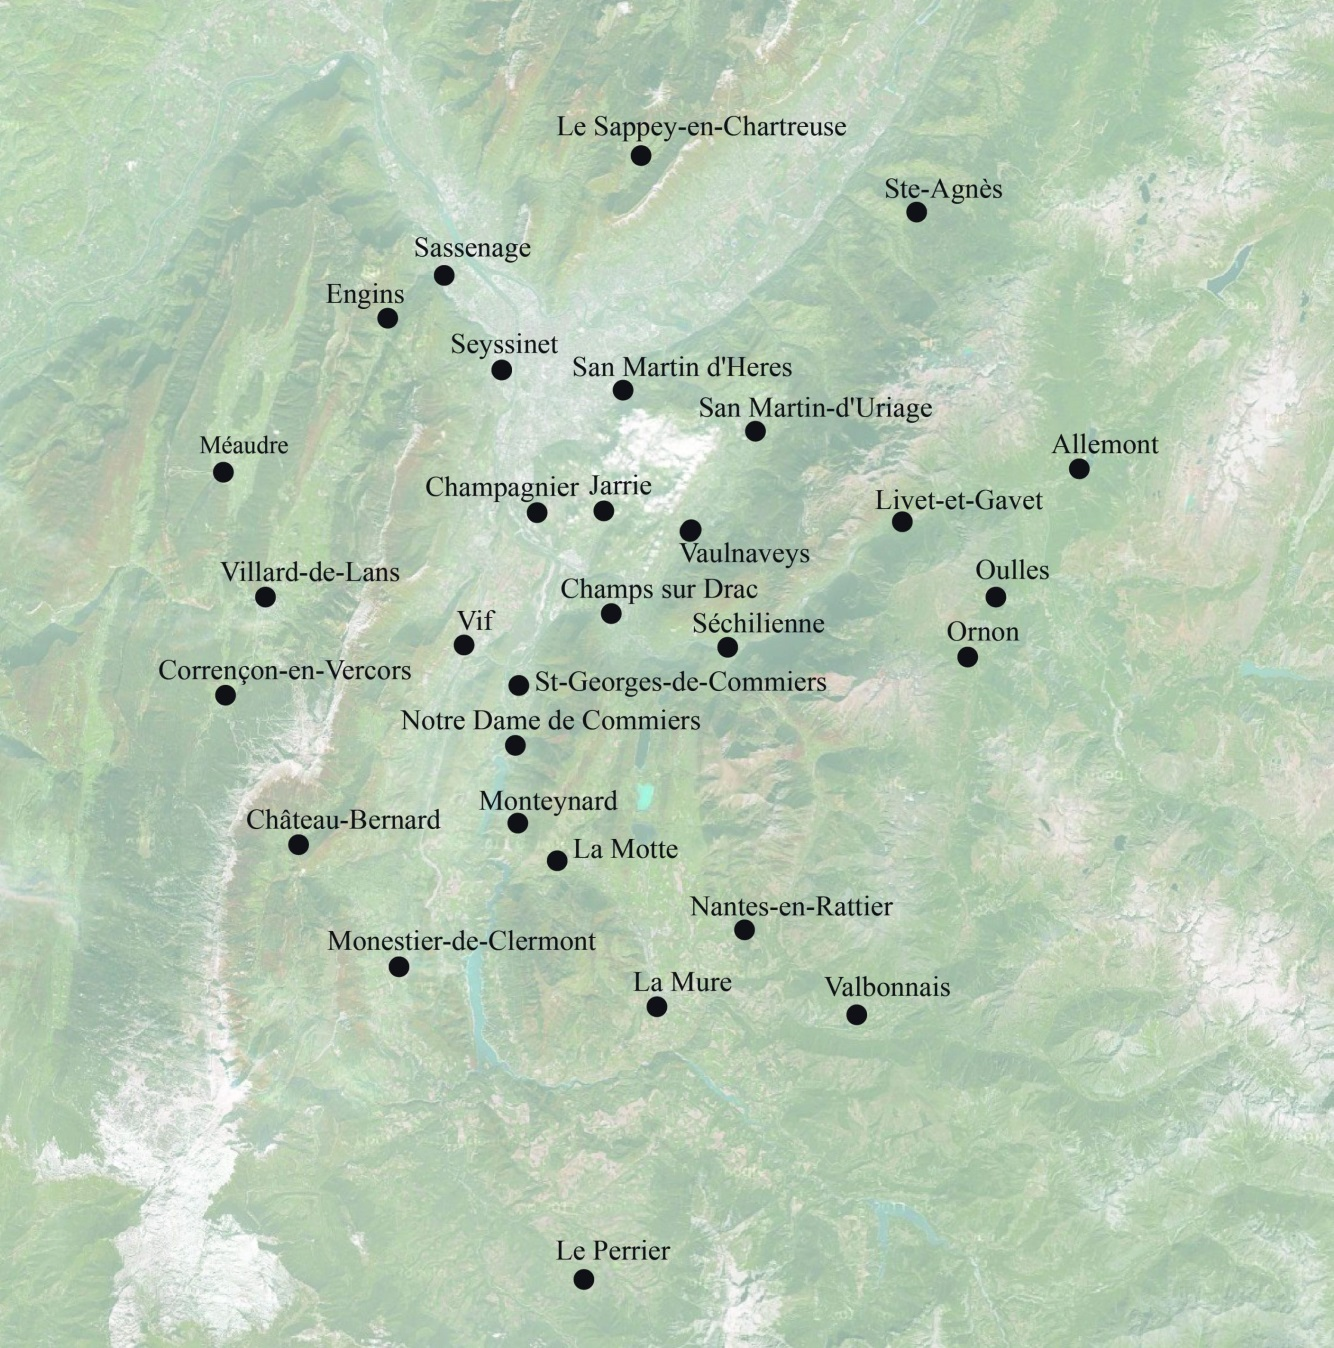 Le Sappey-en-Chartreuse
Ste-Agnès
Sassenage
Engins
Seyssinet
San Martin d'Heres
San Martin-d'Uriage
Méaudre
Allemont
Champagnier
Jarrie
Livet-et-Gavet
Vaulnaveys
Villard-de-Lans
Oulles
Champs sur Drac
Vif
Séchilienne
Ornon
Corrençon-en-Vercors
St-Georges-de-Commiers
Notre Dame de Commiers
Monteynard
Château-Bernard
La Motte
Nantes-en-Rattier
Monestier-de-Clermont
La Mure
Valbonnais
Le Perrier